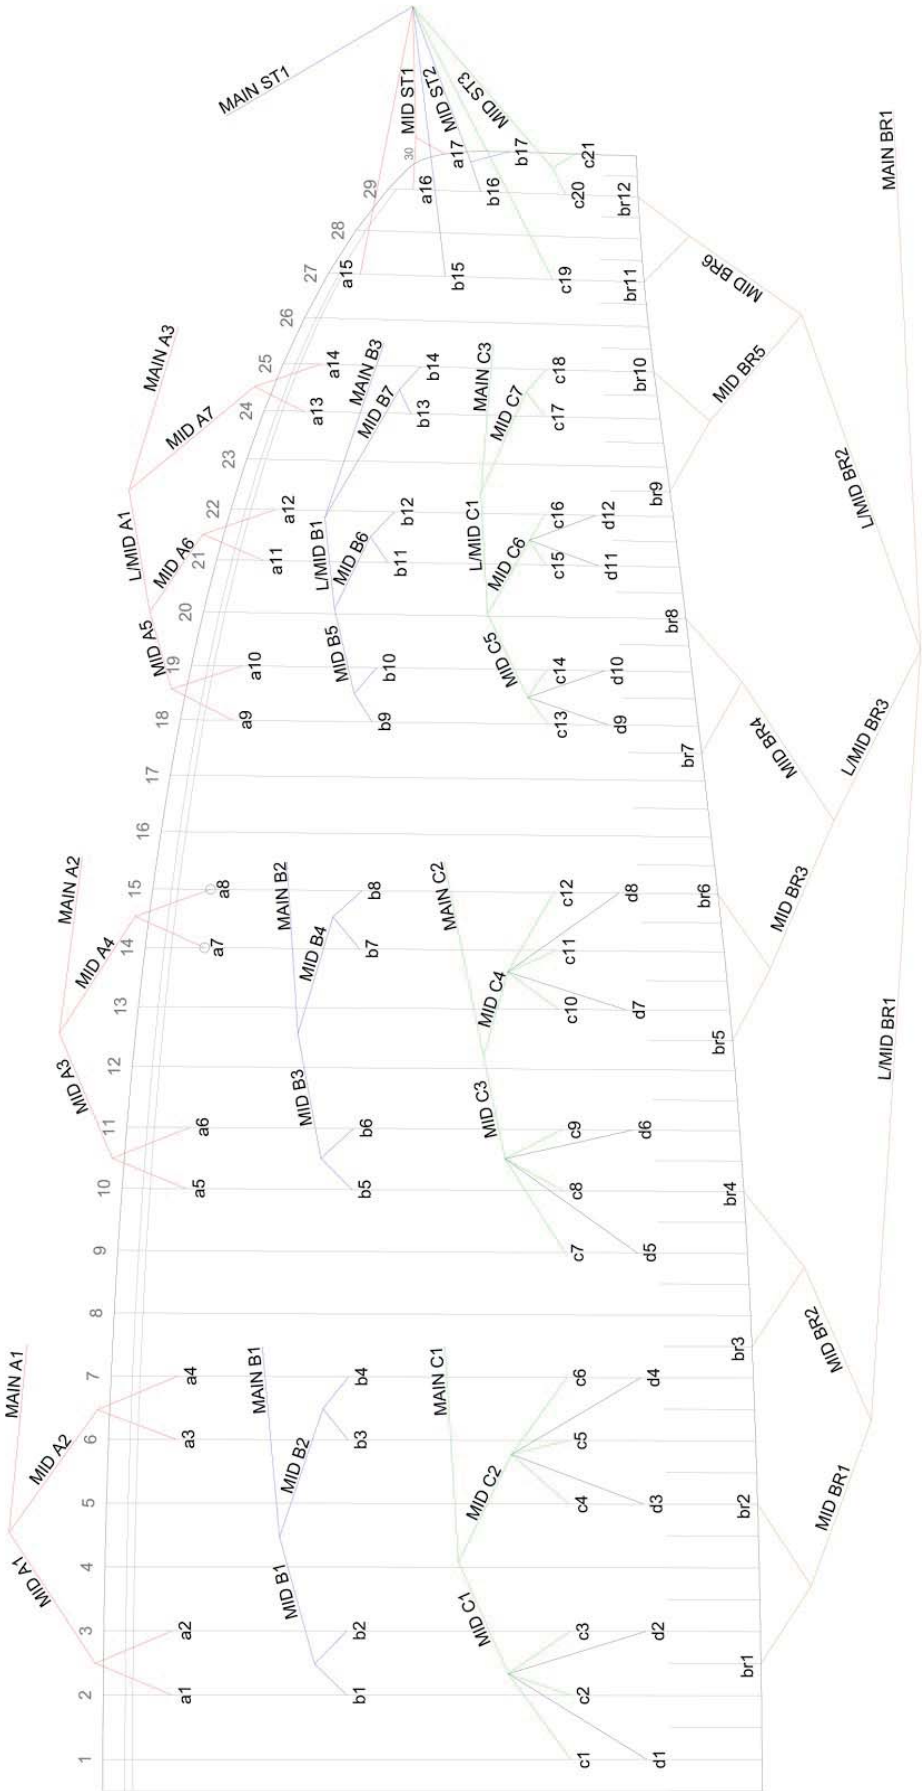 MAIN A1
MAIN A2
MAIN A3
MAIN ST1
MID A1
MID A2
MID A3
MID A4
MID A5
L/MID A1
MID A6
MID A7
MID ST1
MID ST2
MID ST3
1
2
3
4
5
6
7
8
9
10
11
12
13
14
15
16
17
18
19
20
21
22
23
24
25
26
27
28
29
30
a1
a2
a3
a4
a5
a6
a7
a8
a9
a10
a11
a12
a13
a14
a15
a16
a17
MAIN B1
MAIN B2
MAIN B3
MID B1
MID B2
MID B3
MID B4
MID B5
L/MID B1
MID B6
MID B7
b1
b2
b3
b4
b5
b6
b7
b8
b9
b10
b11
b12
b13
b14
b15
b16
b17
MAIN C1
MAIN C2
MAIN C3
MID C1
MID C2
MID C3
MID C4
MID C5
L/MID C1
MID C6
MID C7
c1
c2
c3
c4
c5
c6
c7
c8
c9
c10
c11
c12
c13
c14
c15
c16
c17
c18
c19
c20
c21
d1
d2
d3
d4
d5
d6
d7
d8
d9
d10
d11
d12
br1
br2
br3
br4
br5
br6
br7
br8
br9
br10
br11
br12
MID BR1
MID BR2
MID BR3
MID BR4
MID BR5
MID BR6
L/MID BR1
L/MID BR3
L/MID BR2
MAIN BR1